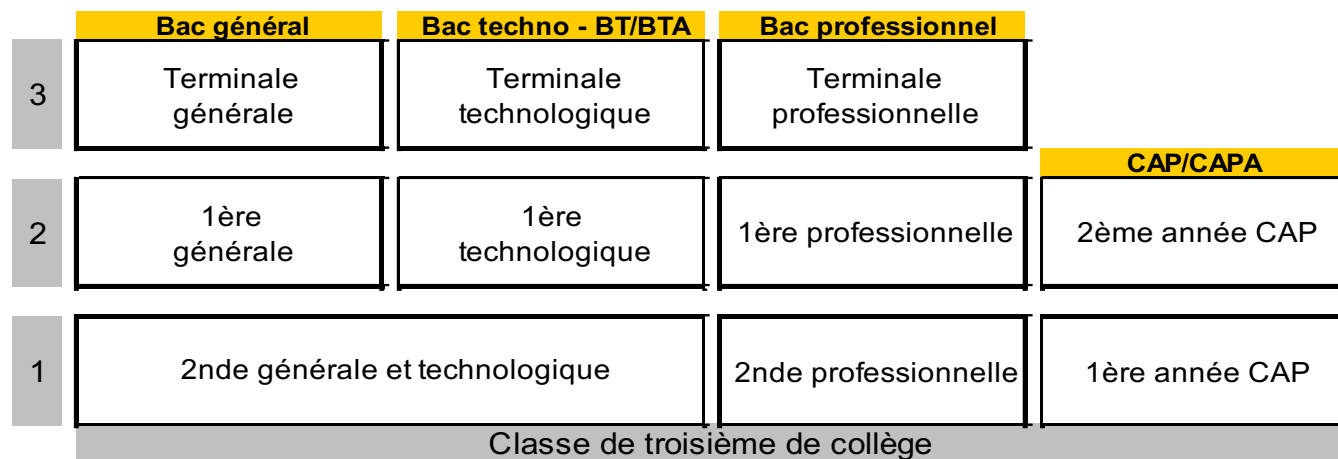 Bac général
Bac techno - BT/BTA
Bac professionnel
3
Terminale
générale
Terminale
technologique
Terminale
professionnelle
CAP/CAPA
2
1ère
générale
1ère
technologique
1ère professionnelle
2ème année CAP
1
2nde générale et technologique
2nde professionnelle
1ère année CAP
Classe de troisième de collège